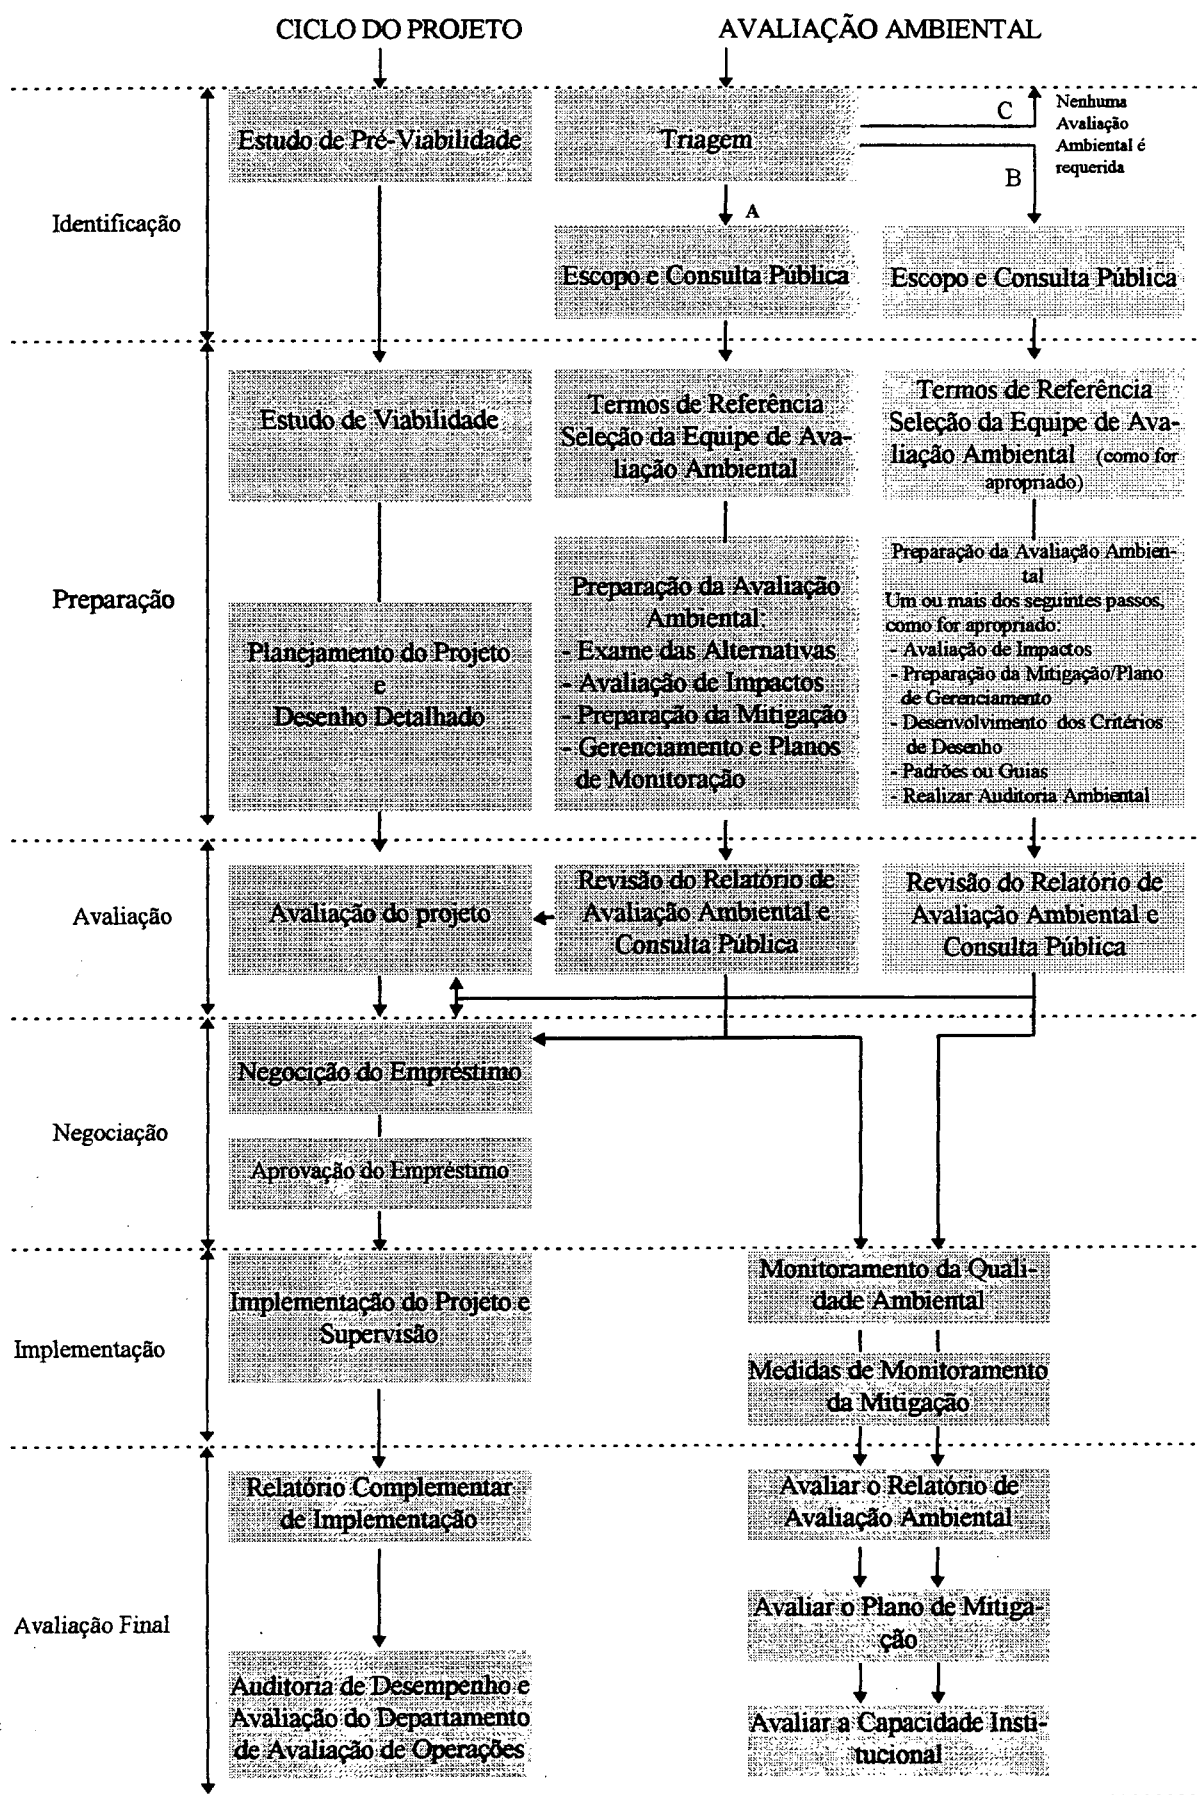 CICLO DO PROJETO
AVALIAÇÃO AMBIENTAL
Identificação
Estudo de Pré-Viabilidade
Triagem
C
Nenhuma
Avaliação
Ambiental é
requerida
B
A
Escopo e Consulta Pública
Escopo e Consulta Pública
Preparação
Estudo de Viabilidade
Termos de Referência
Seleção da Equipe de Ava-
liação Ambiental
Termos de Referência
Seleção da Equipe de Ava-
liação Ambiental (como for
apropriado)
Planejamento do Projeto
e
Desenho Detalhado
Preparação da Avaliação
Ambiental:
- Exame das Alternativas
- Avaliação de Impactos
- Preparação da Mitigação
- Gerenciamento e Planos
de Monitoração
Preparação da Avaliação Ambien-
tal
Um ou mais dos seguintes passos,
como for apropriado:
- Avaliação de Impactos
- Preparação da Mitigação/Plano
de Gerenciamento
- Desenvolvimento dos Critérios
de Desenho
- Padrões ou Guias
- Realizar Auditoria Ambiental
Avaliação
Avaliação do projeto
Revisão do Relatório de
Avaliação Ambiental e
Consulta Pública
Revisão do Relatório de
Avaliação Ambiental e
Consulta Pública
Negociação
Negocição do Empréstimo
Aprovação do Empréstimo
Implementação
Implementação do Projeto e
Supervisão
Monitoramento da Quali-
dade Ambiental
Medidas de Monitoramento
da Mitigação
Avaliação Final
Relatório Complementar
de Implementação
Auditoria de Desempenho e
Avaliação do Departamento
de Avaliação de Operações
Avaliar o Relatório de
Avaliação Ambiental
Avaliar o Plano de Mitiga-
ção
Avaliar a Capacidade Insti-
tucional